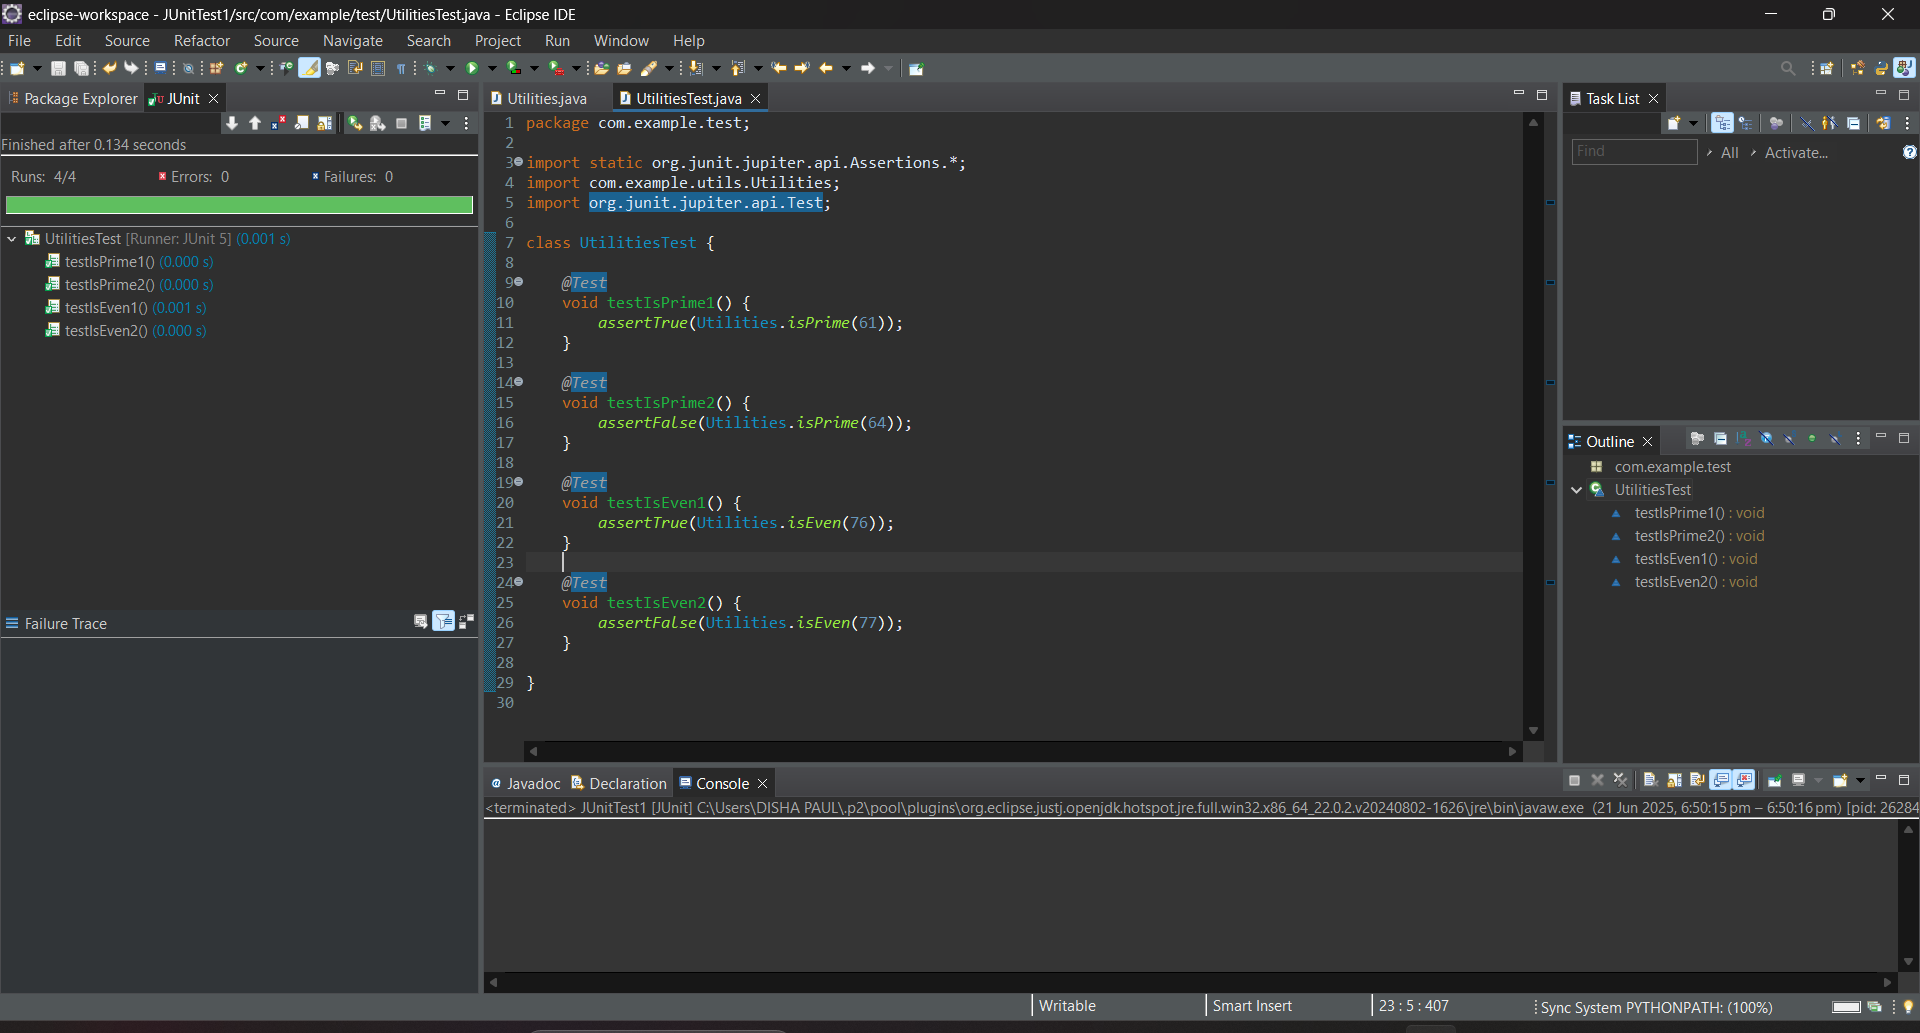 eclipse-workspace - JUnitTest1/src/com/example/test/UtilitiesTest.java - Eclipse IDE
File Edit Source Refactor Source Navigate Search Project Run Window Help
Package Explorer JUnit
Finished after 0.134 seconds
Runs: 4/4 Errors: 0 Failures: 0
UtilitiesTest [Runner: JUnit 5] (0.001 s)
testIsPrime1() (0.000 s)
testIsPrime2() (0.000 s)
testIsEven1() (0.001 s)
testIsEven2() (0.000 s)
Failure Trace
Utilities.java UtilitiesTest.java
1 package com.example.test;
2
3 import static org.junit.jupiter.api.Assertions.*;
4 import com.example.utils.Utilities;
5 import org.junit.jupiter.api.Test;
6
7 class UtilitiesTest {
8
9 @Test
10 void testIsPrime1() {
11 assertTrue(Utilities.isPrime(61));
12 }
13
14 @Test
15 void testIsPrime2() {
16 assertFalse(Utilities.isPrime(64));
17 }
18
19 @Test
20 void testIsEven1() {
21 assertTrue(Utilities.isEven(76));
22 }
23
24 @Test
25 void testIsEven2() {
26 assertFalse(Utilities.isEven(77));
27 }
28
29 }
30
Task List
Find All Activate...
Outline
com.example.test
UtilitiesTest
testIsPrime1() : void
testIsPrime2() : void
testIsEven1() : void
testIsEven2() : void
Javadoc Declaration Console
<terminated> JUnitTest1 [JUnit] C:\Users\DISHA PAUL\.p2\pool\plugins\org.eclipse.justj.openjdk.hotspot.jre.full.win32.x86_64_22.0.2.v20240802-1626\jre\bin\javaw.exe (21 Jun 2025, 6:50:15 pm – 6:50:16 pm) [pid: 26284
Writable Smart Insert 23 : 5 : 407 Sync System PYTHONPATH: (100%)